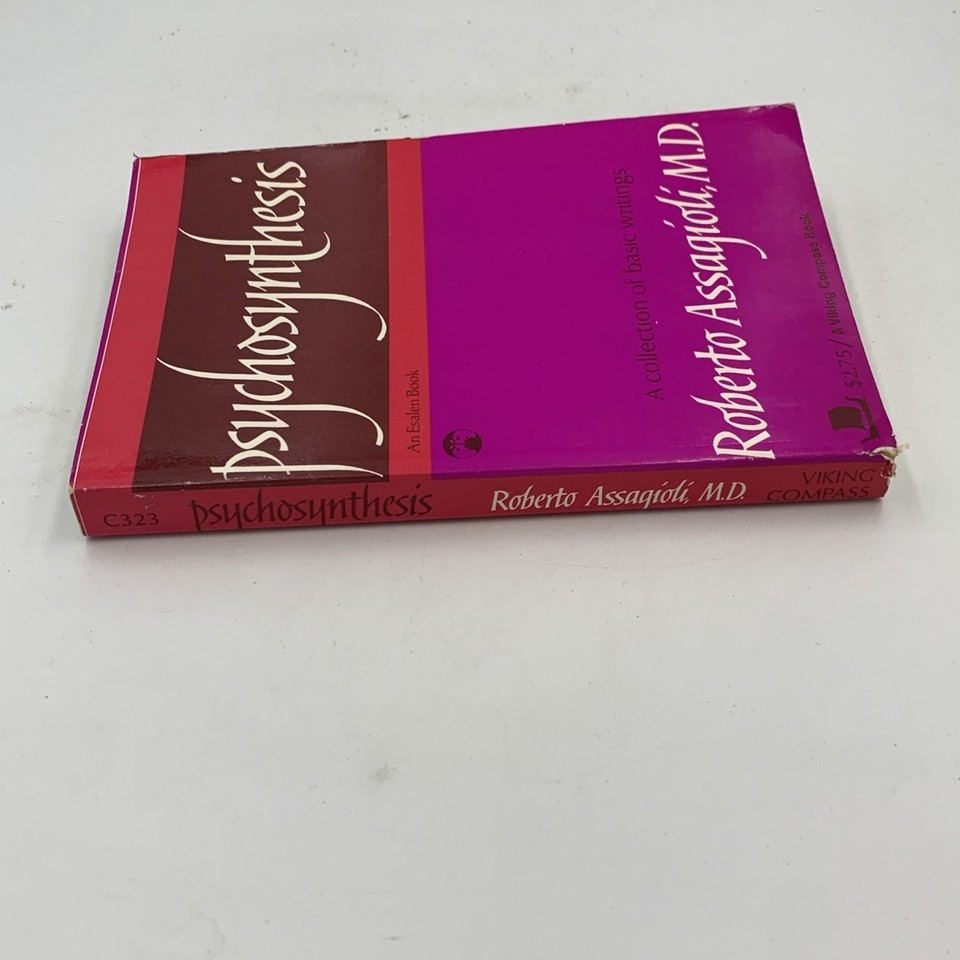 psychosynthesis
An Esalen Book
A collection of basic writings
Roberto Assagioli, M.D.
$2.75 / A Viking Compass Book
C323 psychosynthesis Roberto Assagioli, M.D. VIKING
COMPASS